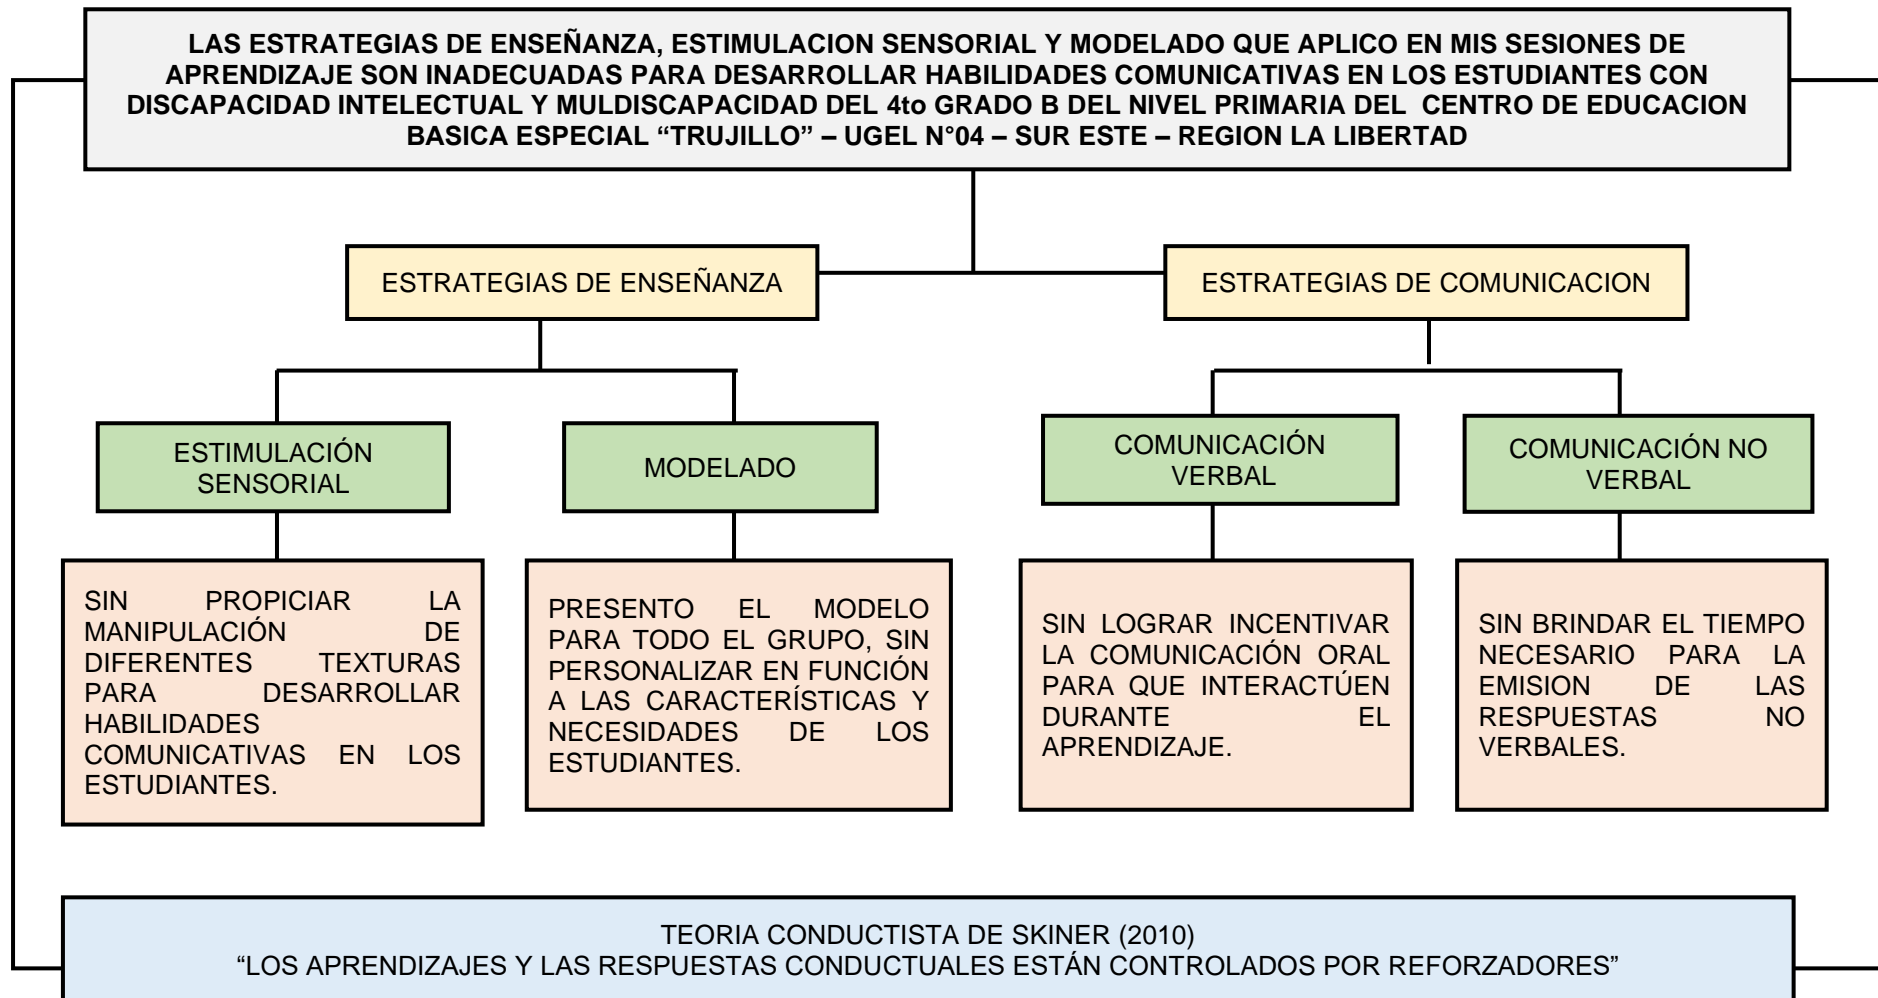 LAS ESTRATEGIAS DE ENSEÑANZA, ESTIMULACION SENSORIAL Y MODELADO QUE APLICO EN MIS SESIONES DE
APRENDIZAJE SON INADECUADAS PARA DESARROLLAR HABILIDADES COMUNICATIVAS EN LOS ESTUDIANTES CON
DISCAPACIDAD INTELECTUAL Y MULDISCAPACIDAD DEL 4to GRADO B DEL NIVEL PRIMARIA DEL CENTRO DE EDUCACION
BASICA ESPECIAL “TRUJILLO” – UGEL N°04 – SUR ESTE – REGION LA LIBERTAD
ESTRATEGIAS DE ENSEÑANZA
ESTRATEGIAS DE COMUNICACION
ESTIMULACIÓN
SENSORIAL
MODELADO
COMUNICACIÓN
VERBAL
COMUNICACIÓN NO
VERBAL
SIN PROPICIAR LA
MANIPULACIÓN DE
DIFERENTES TEXTURAS
PARA DESARROLLAR
HABILIDADES
COMUNICATIVAS EN LOS
ESTUDIANTES.
PRESENTO EL MODELO
PARA TODO EL GRUPO, SIN
PERSONALIZAR EN FUNCIÓN
A LAS CARACTERÍSTICAS Y
NECESIDADES DE LOS
ESTUDIANTES.
SIN LOGRAR INCENTIVAR
LA COMUNICACIÓN ORAL
PARA QUE INTERACTÚEN
DURANTE EL
APRENDIZAJE.
SIN BRINDAR EL TIEMPO
NECESARIO PARA LA
EMISION DE LAS
RESPUESTAS NO
VERBALES.
TEORIA CONDUCTISTA DE SKINER (2010)
“LOS APRENDIZAJES Y LAS RESPUESTAS CONDUCTUALES ESTÁN CONTROLADOS POR REFORZADORES”